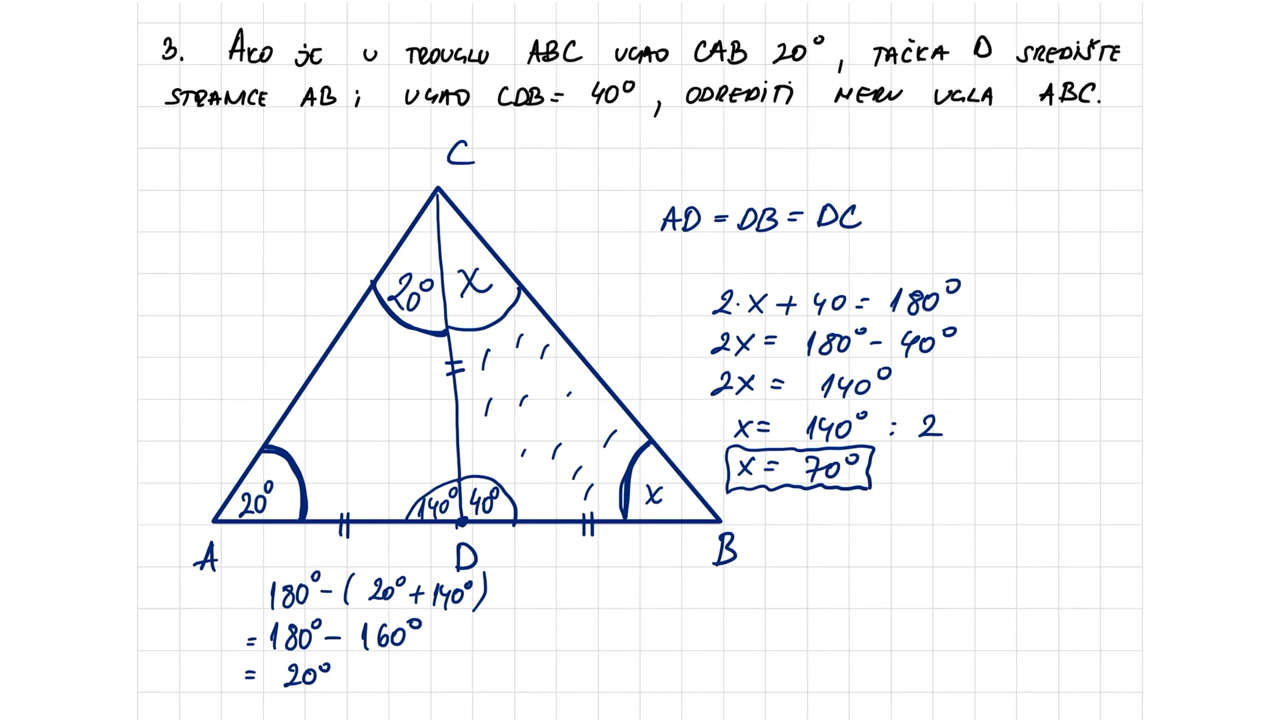 3. AKO JE U TROUGLU ABC UGAO CAB 20°, TAČKA D SREDIŠTE
STRANICE AB i UGAO CDB = 40°, ODREDITI MERU UGLA ABC.
C
AD = DB = DC
20° x
2·x + 40 = 180°
2x = 180° - 40°
2x = 140°
x = 140° : 2
x = 70°
20° 140° 40° x
A D B
180° - (20° + 140°)
= 180° - 160°
= 20°